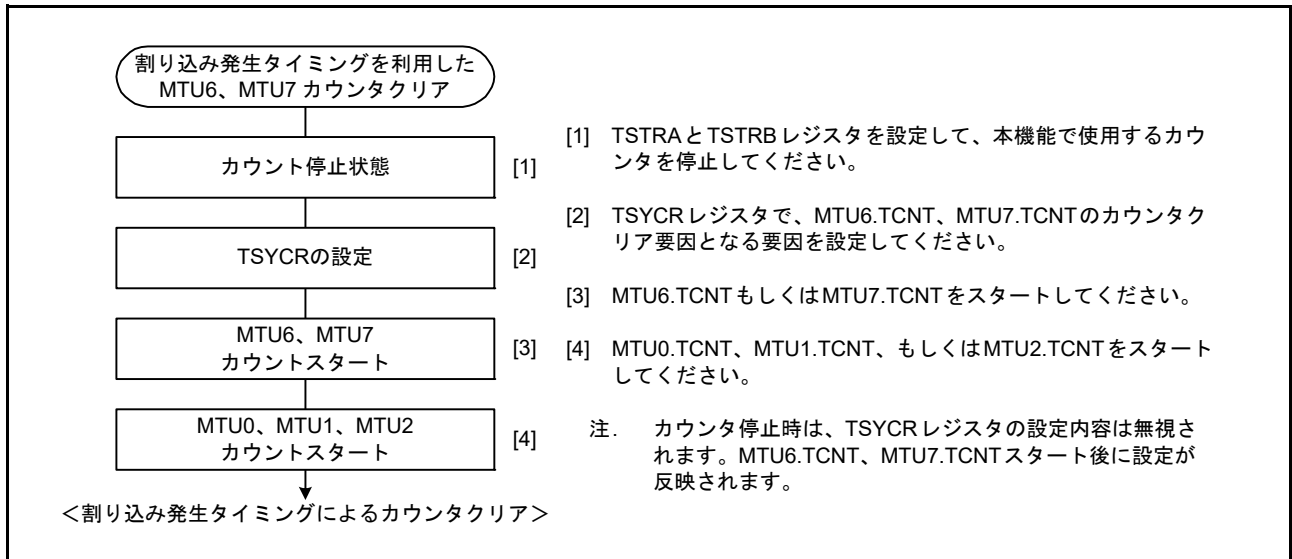 割り込み発生タイミングを利用した
MTU6、MTU7 カウンタクリア
カウント停止状態
[1]
TSYCRの設定
[2]
MTU6、MTU7
カウントスタート
[3]
MTU0、MTU1、MTU2
カウントスタート
[4]
＜割り込み発生タイミングによるカウンタクリア＞
[1] TSTRAとTSTRBレジスタを設定して、本機能で使用するカウ
ンタを停止してください。
[2] TSYCRレジスタで、MTU6.TCNT、MTU7.TCNTのカウンタク
リア要因となる要因を設定してください。
[3] MTU6.TCNTもしくはMTU7.TCNTをスタートしてください。
[4] MTU0.TCNT、MTU1.TCNT、もしくはMTU2.TCNTをスタート
してください。
注. カウンタ停止時は、TSYCRレジスタの設定内容は無視さ
れます。MTU6.TCNT、MTU7.TCNTスタート後に設定が
反映されます。